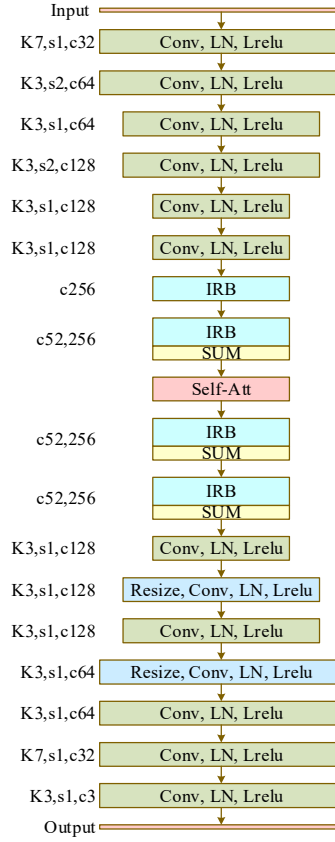 Input
K7,s1,c32 Conv, LN, Lrelu
K3,s2,c64 Conv, LN, Lrelu
K3,s1,c64 Conv, LN, Lrelu
K3,s2,c128 Conv, LN, Lrelu
K3,s1,c128 Conv, LN, Lrelu
K3,s1,c128 Conv, LN, Lrelu
c256 IRB
c52,256 IRB
SUM
Self-Att
c52,256 IRB
SUM
c52,256 IRB
SUM
K3,s1,c128 Conv, LN, Lrelu
K3,s1,c128 Resize, Conv, LN, Lrelu
K3,s1,c128 Conv, LN, Lrelu
K3,s1,c64 Resize, Conv, LN, Lrelu
K3,s1,c64 Conv, LN, Lrelu
K7,s1,c32 Conv, LN, Lrelu
K3,s1,c3 Conv, LN, Lrelu
Output